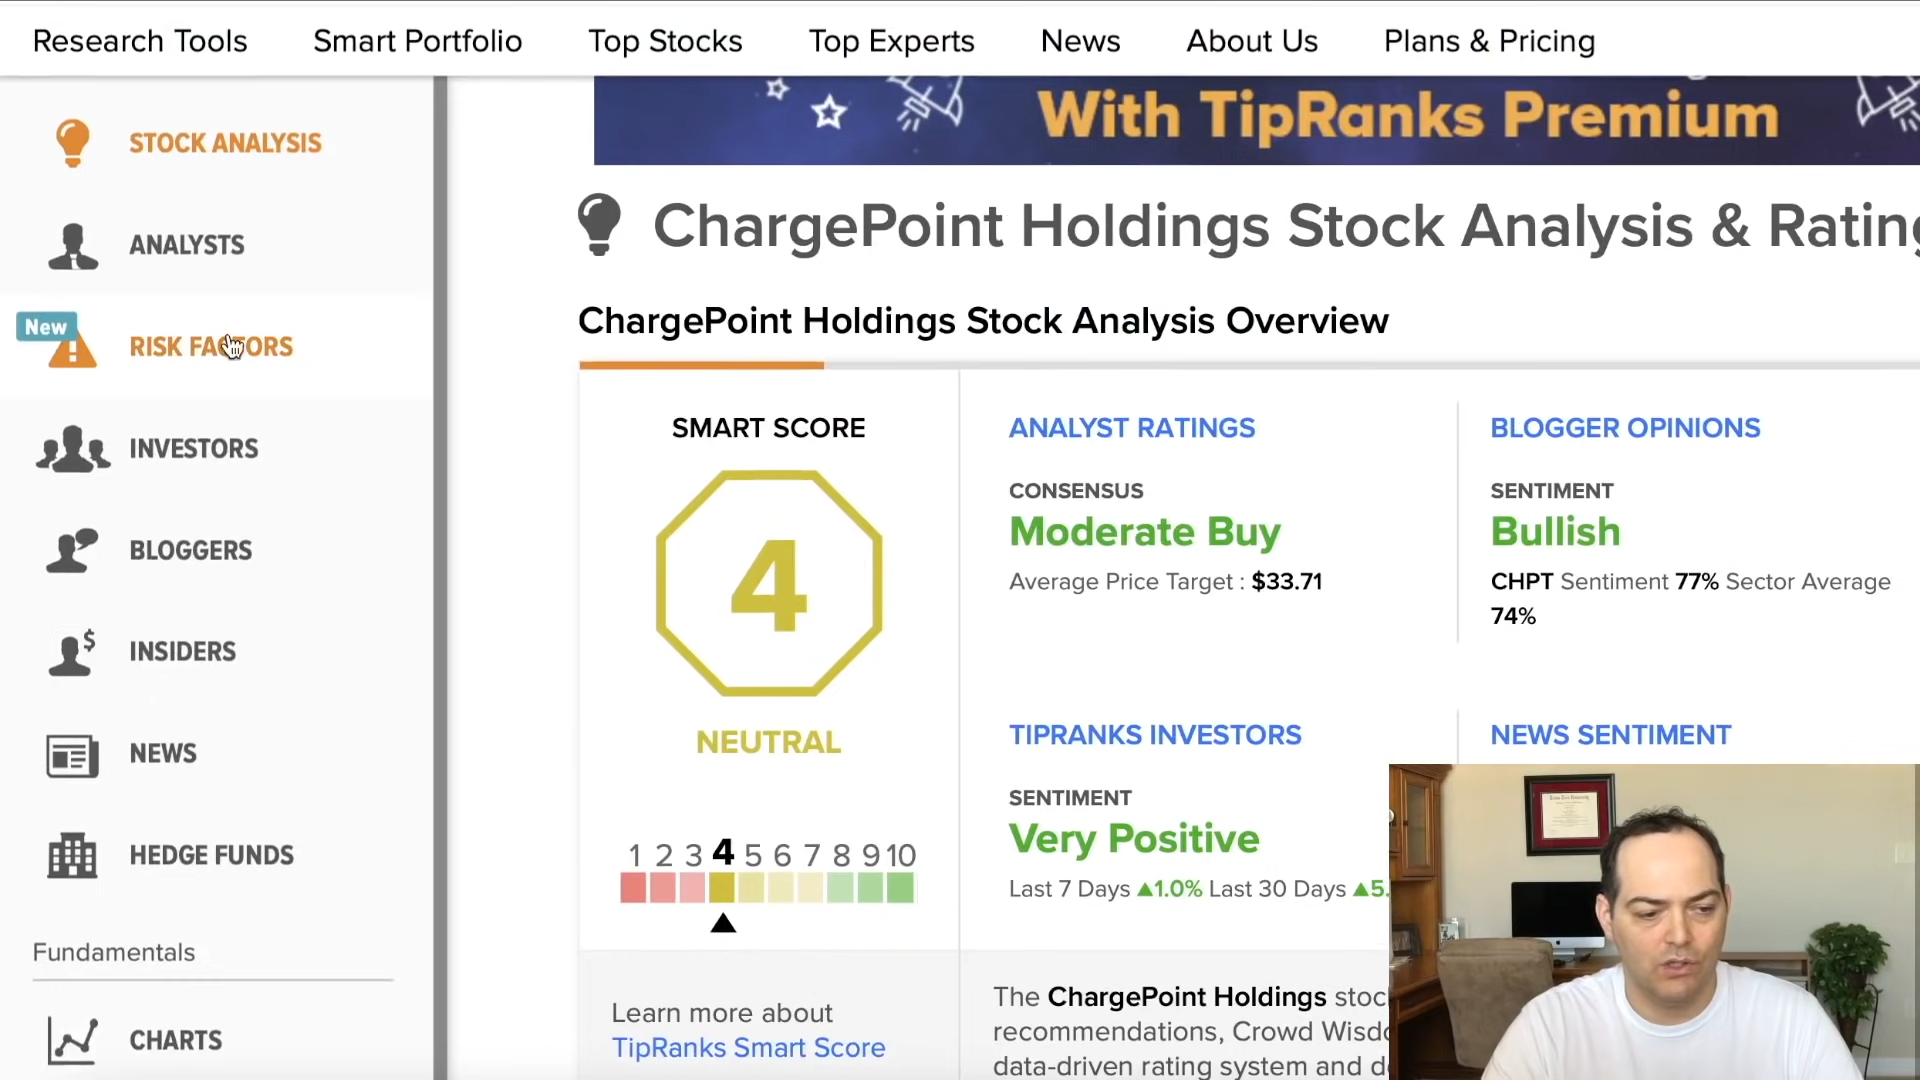 Research Tools
Smart Portfolio
Top Stocks
Top Experts
News
About Us
Plans & Pricing
With TipRanks Premium
STOCK ANALYSIS
ANALYSTS
New
RISK FACTORS
INVESTORS
BLOGGERS
INSIDERS
NEWS
HEDGE FUNDS
Fundamentals
CHARTS
ChargePoint Holdings Stock Analysis & Rating
ChargePoint Holdings Stock Analysis Overview
SMART SCORE
4
NEUTRAL
1 2 3 4 5 6 7 8 9 10
Learn more about
TipRanks Smart Score
ANALYST RATINGS
CONSENSUS
Moderate Buy
Average Price Target : $33.71
BLOGGER OPINIONS
SENTIMENT
Bullish
CHPT Sentiment 77% Sector Average
74%
TIPRANKS INVESTORS
SENTIMENT
Very Positive
Last 7 Days ▲1.0% Last 30 Days ▲5.
NEWS SENTIMENT
The ChargePoint Holdings stoc
recommendations, Crowd Wisdo
data-driven rating system and d